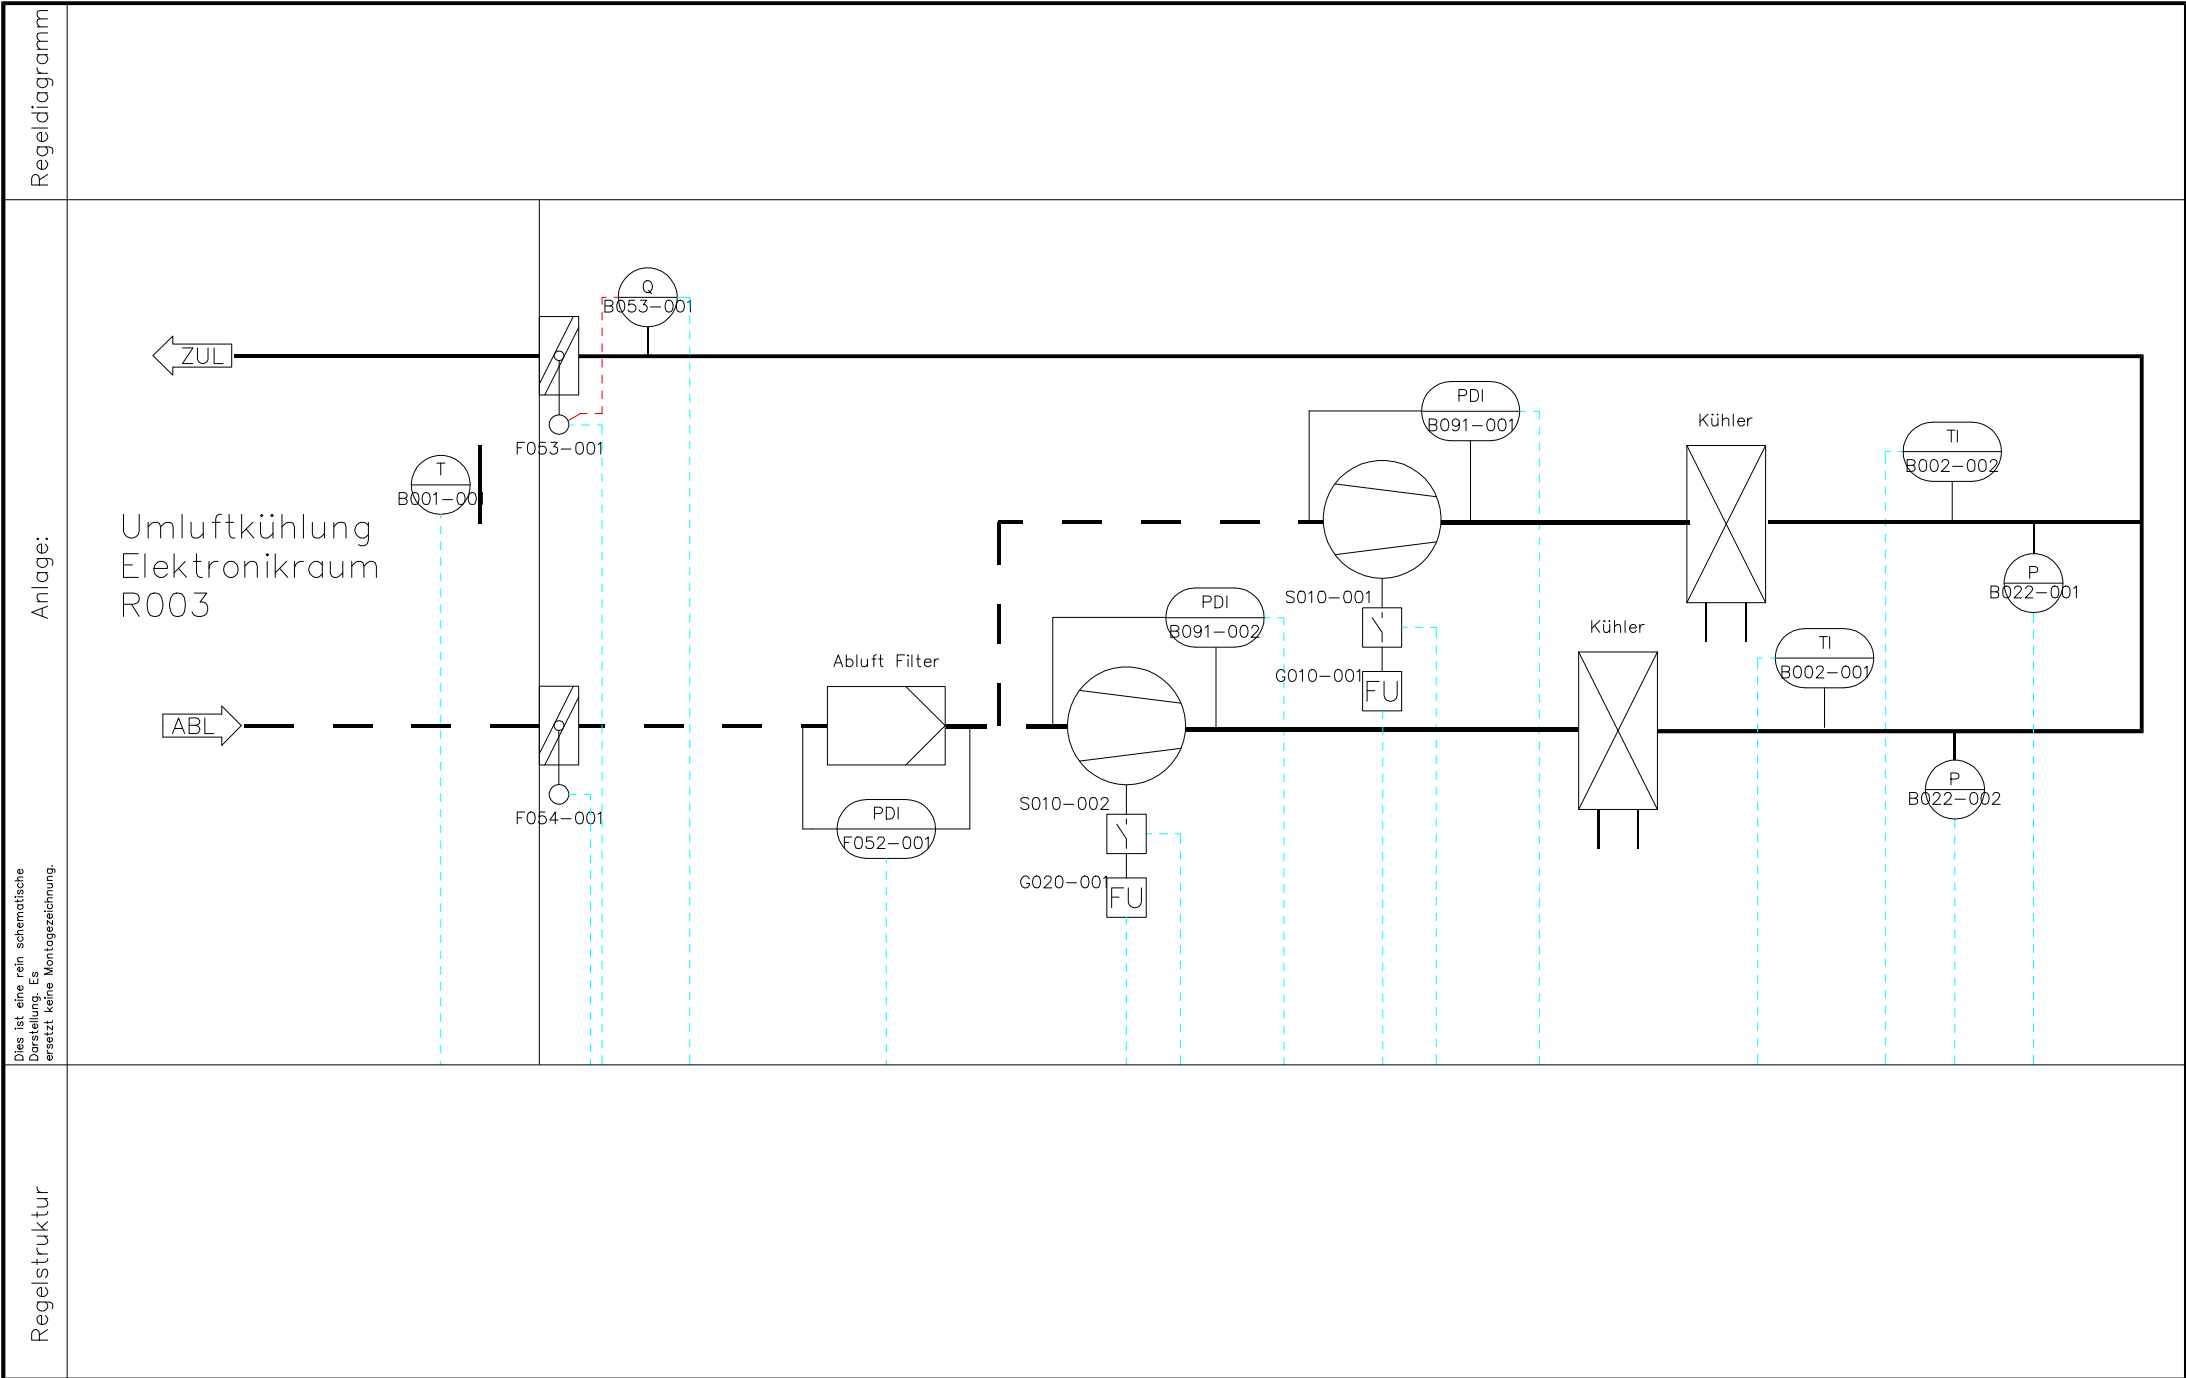 Regeldiagramm
Anlage:
Dies ist eine rein schematische
Darstellung. Es
ersetzt keine Montagezeichnung.
Regelstruktur
Q
B053-001
ZUL
F053-001
T
B001-001
Umluftkühlung
Elektronikraum
R003
PDI
B091-001
Kühler
TI
B002-002
P
B022-001
S010-001
G010-001
FU
PDI
B091-002
Kühler
TI
B002-001
Abluft Filter
ABL
F054-001
PDI
F052-001
S010-002
G020-001
FU
P
B022-002